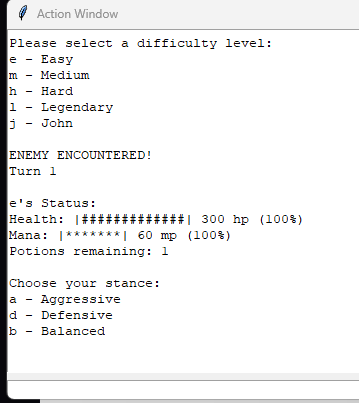 Action Window
Please select a difficulty level:
e - Easy
m - Medium
h - Hard
l - Legendary
j - John
ENEMY ENCOUNTERED!
Turn 1
e's Status:
Health: |#############| 300 hp (100%)
Mana: |*******| 60 mp (100%)
Potions remaining: 1
Choose your stance:
a - Aggressive
d - Defensive
b - Balanced